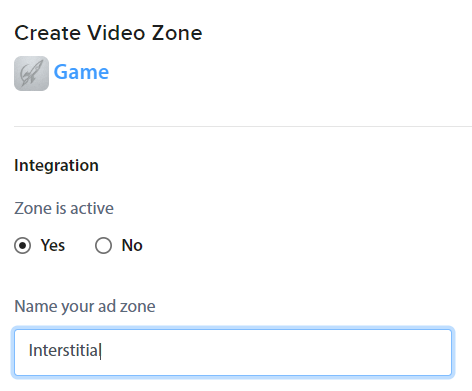 Create Video Zone
Game
Integration
Zone is active
Yes No
Name your ad zone
Interstitial